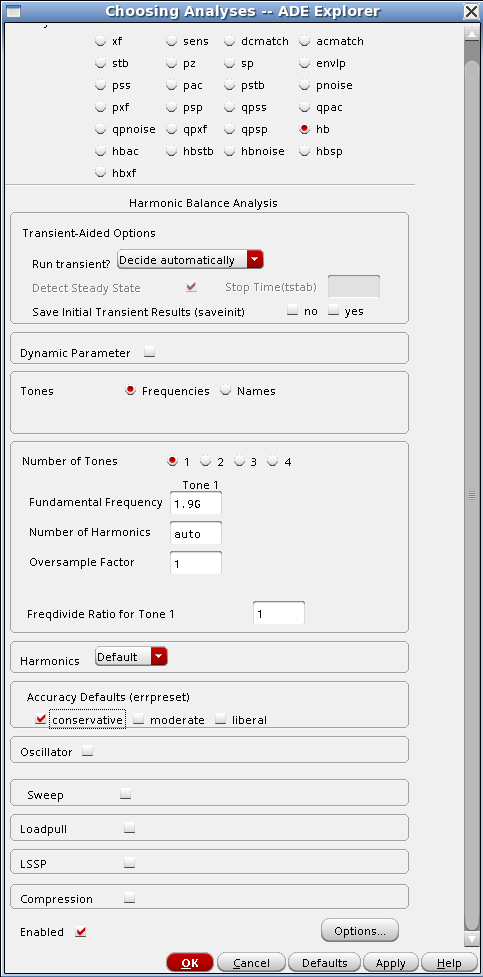 Choosing Analyses -- ADE Explorer
xf sens dcmatch acmatch
stb pz sp envlp
pss pac pstb pnoise
pxf psp qpss qpac
qpnoise qpxf qpsp hb
hbac hbstb hbnoise hbsp
hbxf
Harmonic Balance Analysis
Transient-Aided Options
Run transient? Decide automatically
Detect Steady State Stop Time(tstab)
Save Initial Transient Results (saveinit) no yes
Dynamic Parameter
Tones Frequencies Names
Number of Tones 1 2 3 4
Tone 1
Fundamental Frequency 1.9G
Number of Harmonics auto
Oversample Factor 1
Freqdivide Ratio for Tone 1 1
Harmonics Default
Accuracy Defaults (errpreset)
conservative moderate liberal
Oscillator
Sweep
Loadpull
LSSP
Compression
Enabled Options...
OK Cancel Defaults Apply Help